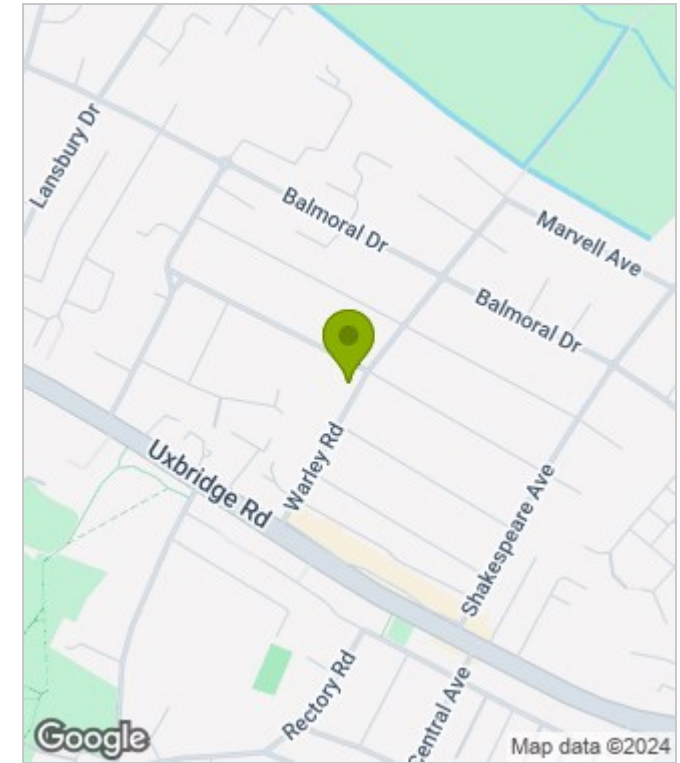 Lansbury Dr
Balmoral Dr
Marvell Ave
Balmoral Dr
Uxbridge Rd
Warley Rd
Shakespeare Ave
Rectory Rd
Central Ave
Google
Map data ©2024